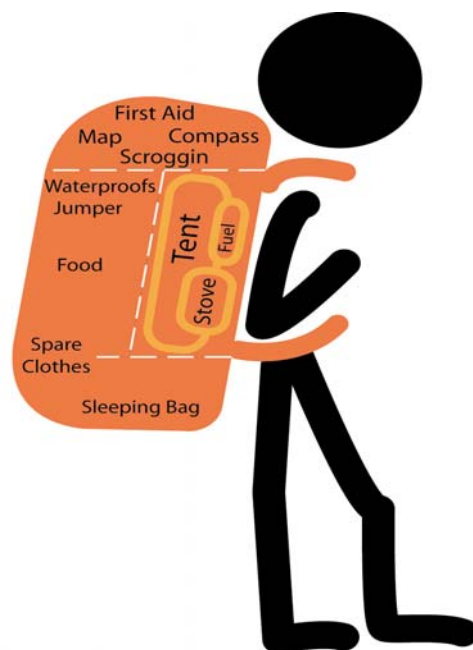 First Aid
Map Compass
Scroggin
Waterproofs
Jumper
Tent
Fuel
Food
Stove
Spare
Clothes
Sleeping Bag